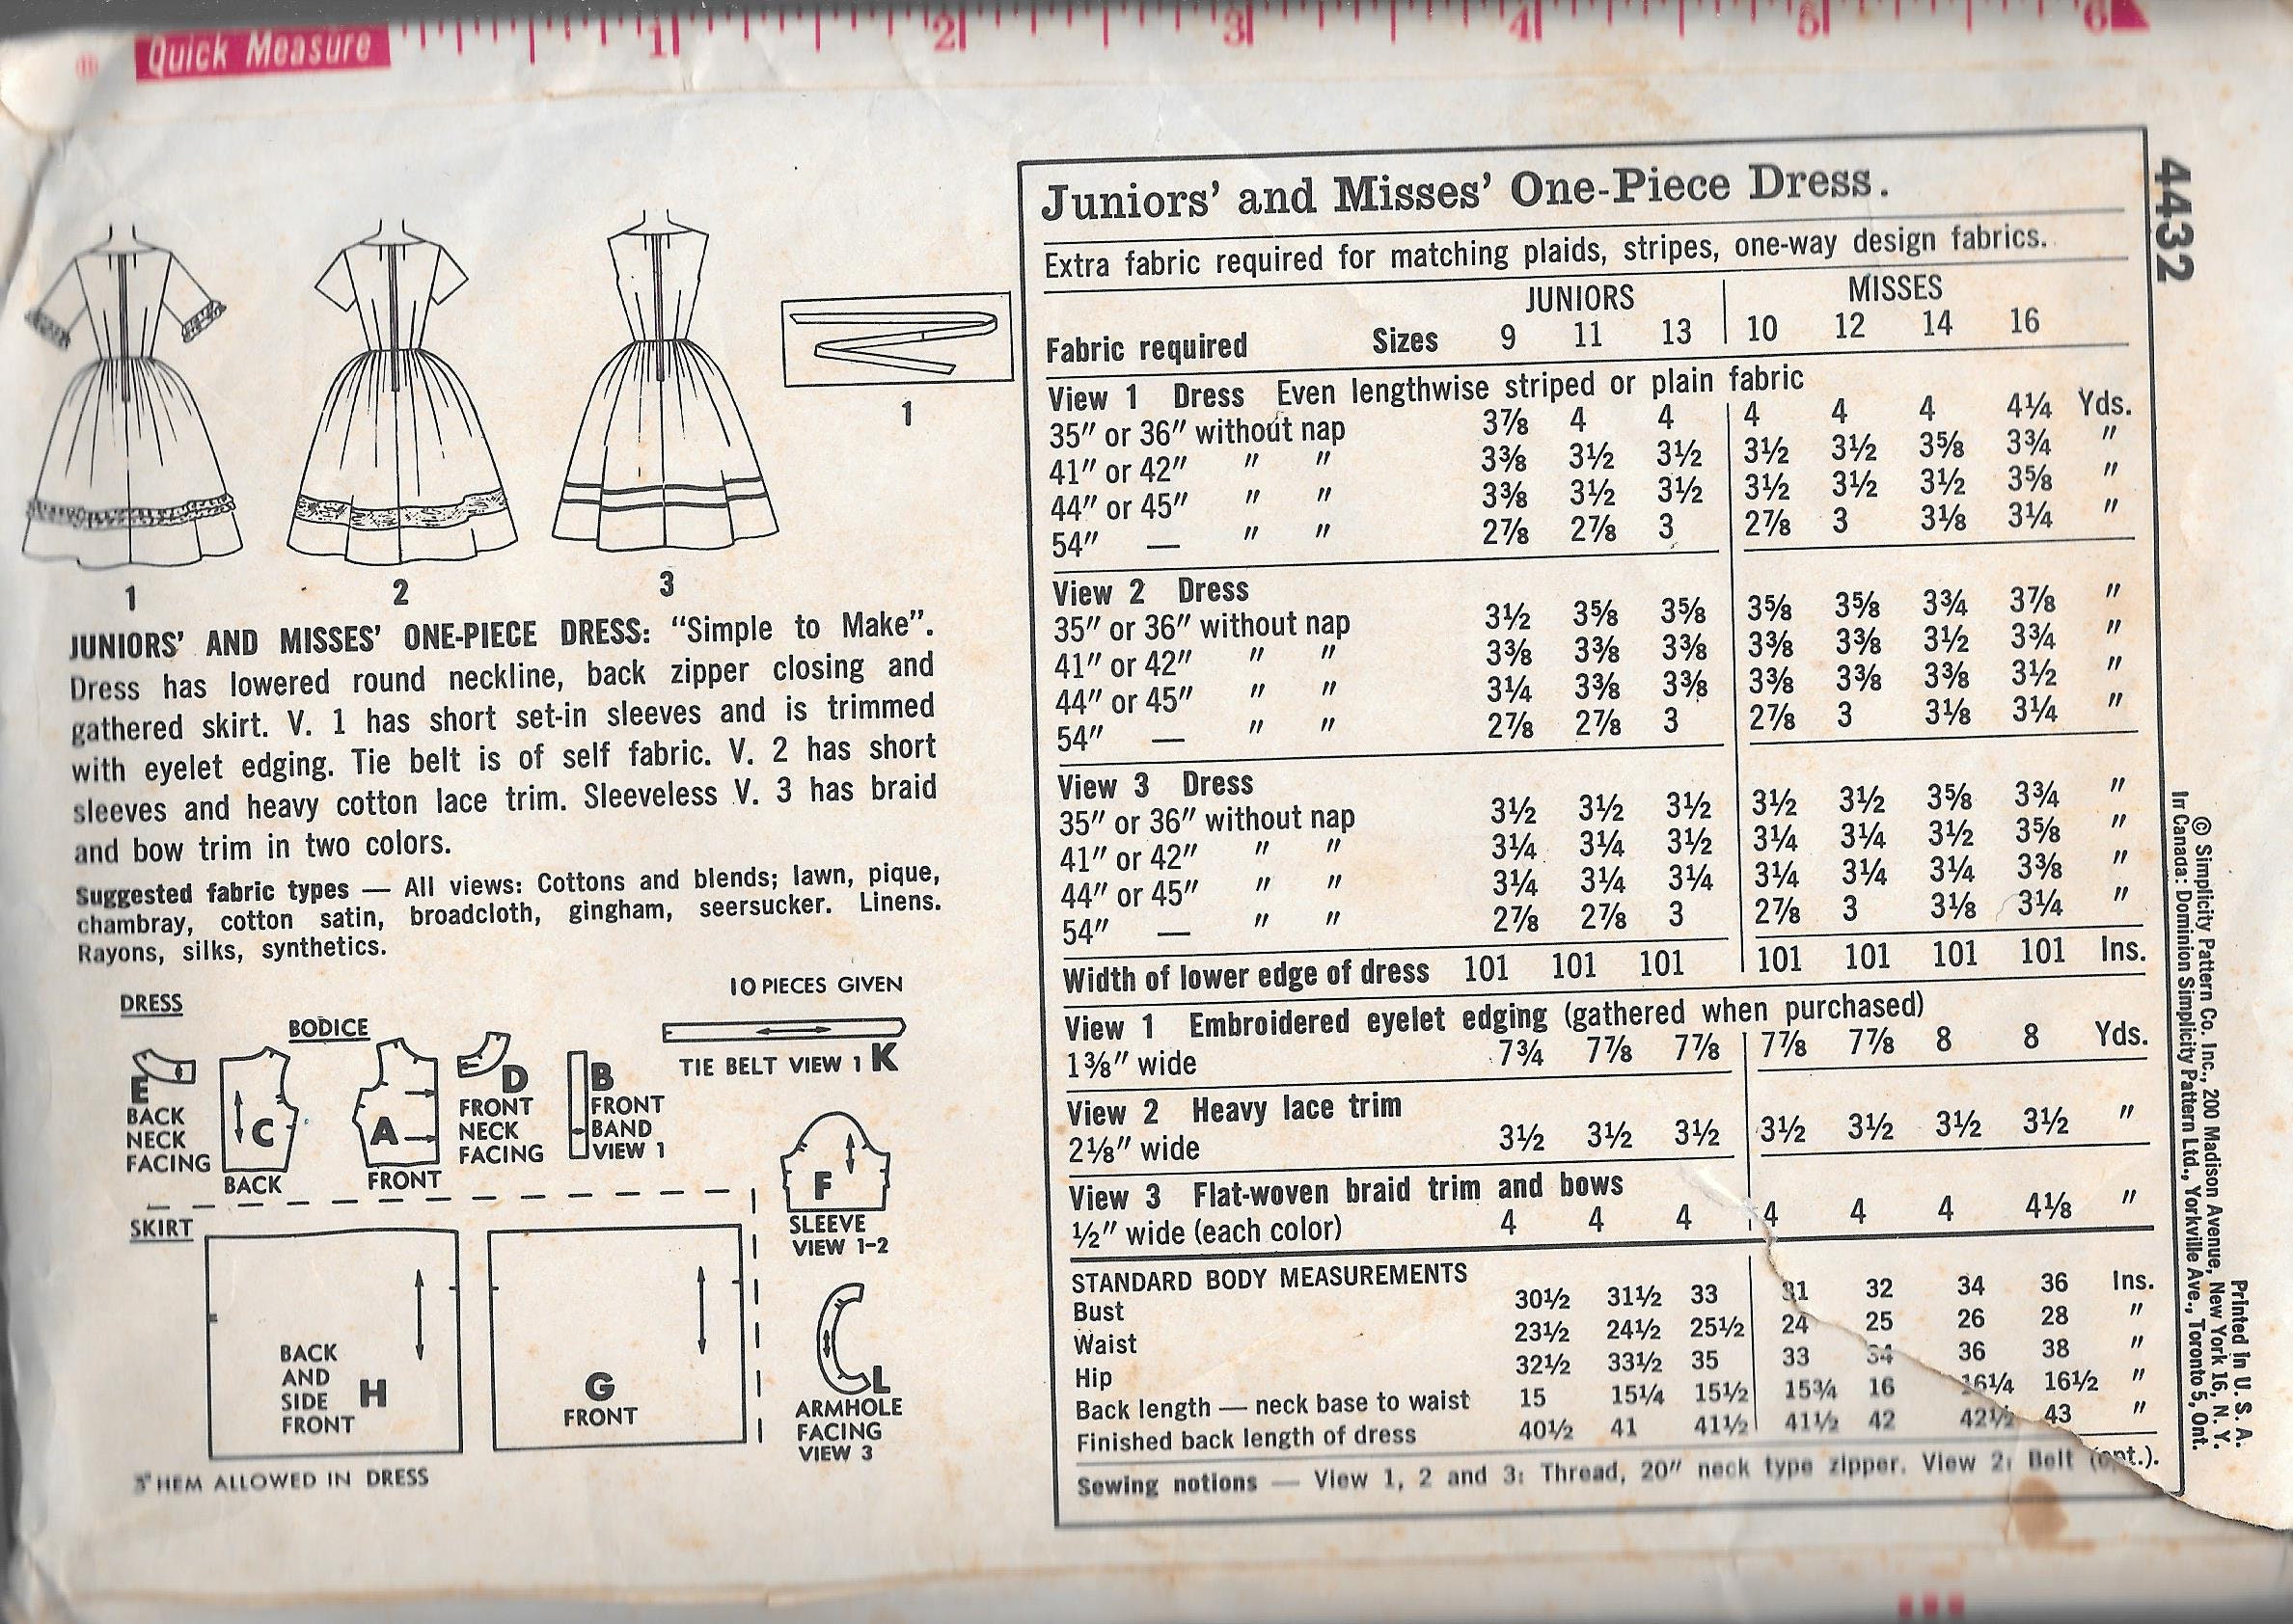 Quick Measure 1 2 3 4 5 6
1
1 2 3
JUNIORS’ AND MISSES’ ONE-PIECE DRESS: “Simple to Make”.
Dress has lowered round neckline, back zipper closing and
gathered skirt. V. 1 has short set-in sleeves and is trimmed
with eyelet edging. Tie belt is of self fabric. V. 2 has short
sleeves and heavy cotton lace trim. Sleeveless V. 3 has braid
and bow trim in two colors.
Suggested fabric types — All views: Cottons and blends; lawn, pique,
chambray, cotton satin, broadcloth, gingham, seersucker. Linens.
Rayons, silks, synthetics.
10 PIECES GIVEN
DRESS
BODICE
TIE BELT VIEW 1 K
E
BACK
NECK
FACING
C
BACK
A
FRONT
D
FRONT
NECK
FACING
B
FRONT
BAND
VIEW 1
F
SLEEVE
VIEW 1-2
SKIRT
BACK
AND
SIDE
FRONT
H
G
FRONT
L
ARMHOLE
FACING
VIEW 3
3" HEM ALLOWED IN DRESS
Juniors’ and Misses’ One-Piece Dress.
Extra fabric required for matching plaids, stripes, one-way design fabrics.
JUNIORS MISSES
Fabric required Sizes 9 11 13 10 12 14 16
View 1 Dress Even lengthwise striped or plain fabric
35" or 36" without nap 3⅞ 4 4 4 4 4 4¼ Yds.
41" or 42" " " 3⅜ 3½ 3½ 3½ 3½ 3⅝ 3¾ "
44" or 45" " " 3⅜ 3½ 3½ 3½ 3½ 3½ 3⅝ "
54" — " " 2⅞ 2⅞ 3 2⅞ 3 3⅛ 3¼ "
View 2 Dress
35" or 36" without nap 3½ 3⅝ 3⅝ 3⅝ 3⅝ 3¾ 3⅞ "
41" or 42" " " 3⅜ 3⅜ 3⅜ 3⅜ 3⅜ 3½ 3¾ "
44" or 45" " " 3¼ 3⅜ 3⅜ 3⅜ 3⅜ 3⅜ 3½ "
54" — " " 2⅞ 2⅞ 3 2⅞ 3 3⅛ 3¼ "
View 3 Dress
35" or 36" without nap 3½ 3½ 3½ 3½ 3½ 3⅝ 3¾ "
41" or 42" " " 3¼ 3¼ 3½ 3¼ 3¼ 3½ 3⅝ "
44" or 45" " " 3¼ 3¼ 3¼ 3¼ 3¼ 3¼ 3⅜ "
54" — " " 2⅞ 2⅞ 3 2⅞ 3 3⅛ 3¼ "
Width of lower edge of dress 101 101 101 101 101 101 101 Ins.
View 1 Embroidered eyelet edging (gathered when purchased)
1⅜" wide 7¾ 7⅞ 7⅞ 7⅞ 7⅞ 8 8 Yds.
View 2 Heavy lace trim
2⅛" wide 3½ 3½ 3½ 3½ 3½ 3½ 3½ "
View 3 Flat-woven braid trim and bows
½" wide (each color) 4 4 4 4 4 4 4⅛ "
STANDARD BODY MEASUREMENTS
Bust 30½ 31½ 33 31 32 34 36 Ins.
Waist 23½ 24½ 25½ 24 25 26 28 "
Hip 32½ 33½ 35 33 34 36 38 "
Back length — neck base to waist 15 15¼ 15½ 15¾ 16 16¼ 16½ "
Finished back length of dress 40½ 41 41½ 41½ 42 42½ 43 "
Sewing notions — View 1, 2 and 3: Thread, 20" neck type zipper. View 2: Belt (opt.).
4432
© Simplicity Pattern Co. Inc., 200 Madison Avenue, New York 16, N. Y.
In Canada: Dominion Simplicity Pattern Ltd., Yorkville Ave., Toronto 5, Ont.
Printed in U. S. A.